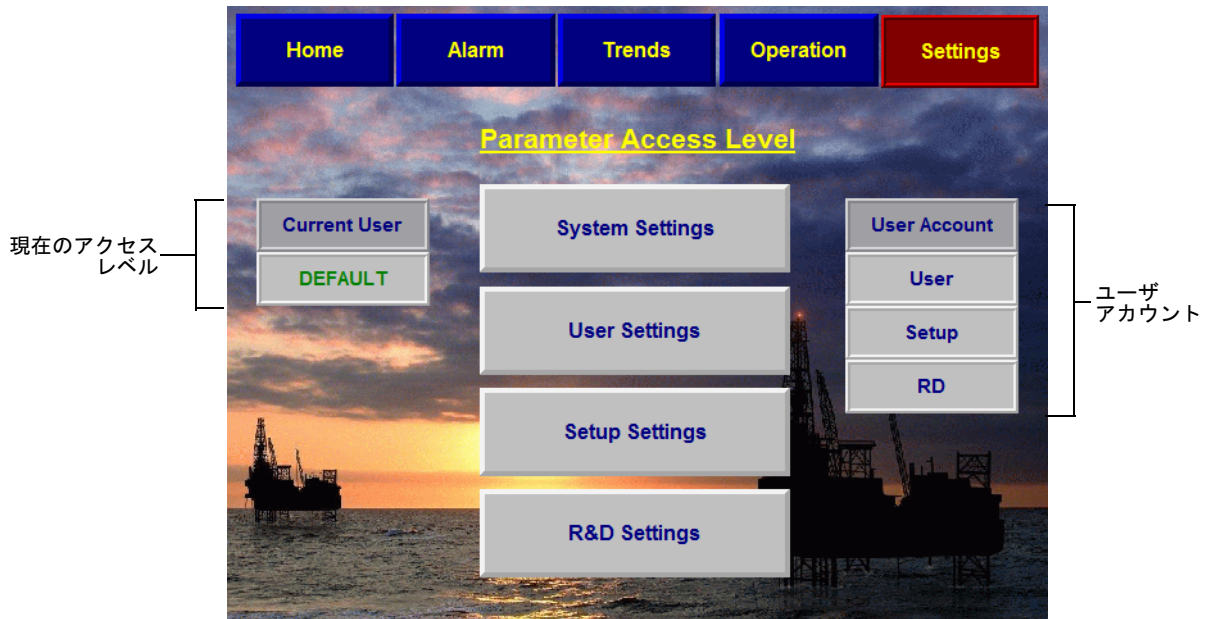 Home
Alarm
Trends
Operation
Settings
Parameter Access Level
現在のアクセス
レベル
Current User
DEFAULT
System Settings
User Settings
Setup Settings
R&D Settings
User Account
User
Setup
RD
ユーザ
アカウント